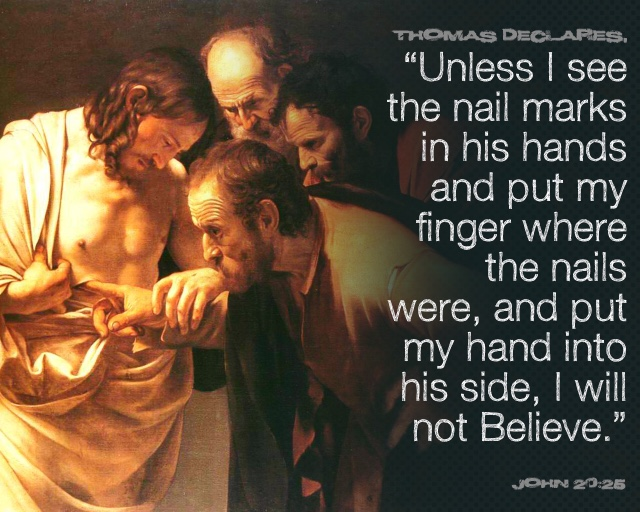 THOMAS DECLARES,
“Unless I see
the nail marks
in his hands
and put my
finger where
the nails
were, and put
my hand into
his side, I will
not Believe.”
JOHN 20:25